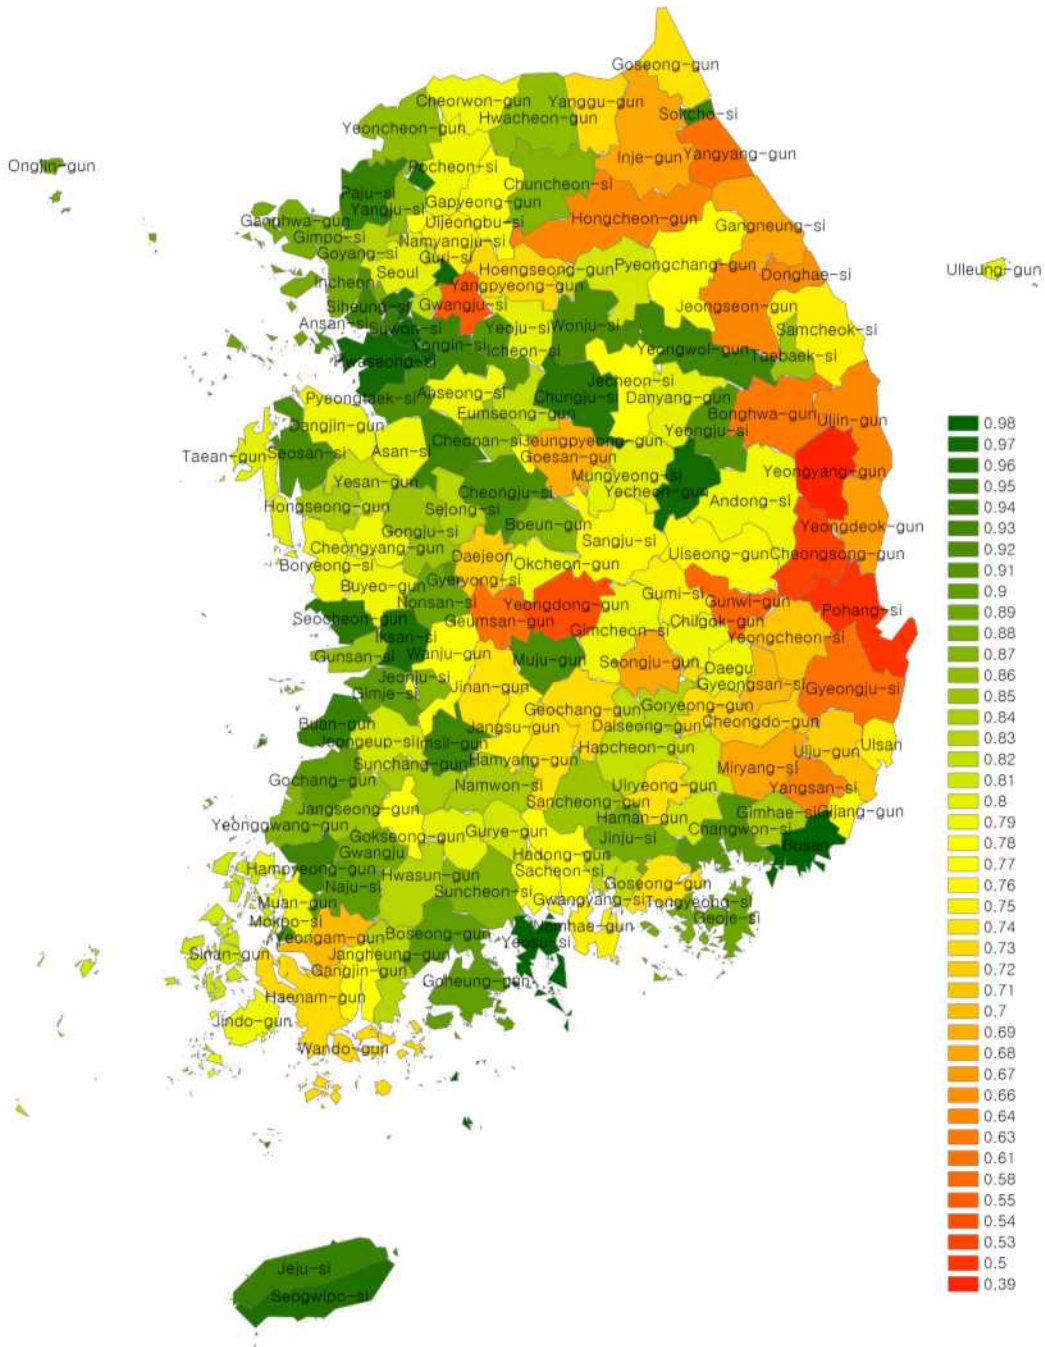 Goseong-gun
Cheorwon-gun
Yanggu-gun
Hwacheon-gun
Sokcho-si
Yeoncheon-gun
Inje-gun
Yangyang-gun
Ongjin-gun
Pocheon-si
Chuncheon-si
Paju-si
Gapyeong-gun
Yangju-si
Ganghwa-gun
Uijeongbu-si
Hongcheon-gun
Gangneung-si
Gimpo-si
Namyangju-si
Goyang-si
Guri-si
Seoul
Hoengseong-gun
Pyeongchang-gun
Donghae-si
Ulleung-gun
Incheon
Yangpyeong-gun
Siheung-si
Gwangju-si
Jeongseon-gun
Ansan-si
Suwon-si
Yeoju-si
Wonju-si
Samcheok-si
Yongin-si
Icheon-si
Yeongwol-gun
Taebaek-si
Hwaseong-si
Jecheon-si
Pyeongtaek-si
Anseong-si
Chungju-si
Danyang-gun
Eumseong-gun
Bonghwa-gun
Uljin-gun
Dangjin-gun
Yeongju-si
Cheonan-si
Jeungpyeong-gun
Taean-gun
Seosan-si
Asan-si
Goesan-gun
Yeongyang-gun
Mungyeong-si
Yesan-gun
Cheongju-si
Yecheon-gun
Andong-si
Hongseong-gun
Sejong-si
Boeun-gun
Yeongdeok-gun
Gongju-si
Sangju-si
Cheongyang-gun
Daejeon
Uiseong-gun
Cheongsong-gun
Boryeong-si
Okcheon-gun
Buyeo-gun
Gyeryong-si
Gumi-si
Nonsan-si
Yeongdong-gun
Gunwi-gun
Pohang-si
Seocheon-gun
Geumsan-gun
Chilgok-gun
Iksan-si
Gimcheon-si
Yeongcheon-si
Gunsan-si
Wanju-gun
Muju-gun
Seongju-gun
Daegu
Jeonju-si
Gyeongsan-si
Gimje-si
Jinan-gun
Gyeongju-si
Geochang-gun
Goryeong-gun
Buan-gun
Jangsu-gun
Dalseong-gun
Cheongdo-gun
Jeongeup-si
Imsil-gun
Hapcheon-gun
Ulju-gun
Ulsan
Sunchang-gun
Hamyang-gun
Miryang-si
Gochang-gun
Namwon-si
Uiryeong-gun
Yangsan-si
Jangseong-gun
Sancheong-gun
Gimhae-si
Gijang-gun
Yeonggwang-gun
Haman-gun
Gokseong-gun
Gurye-gun
Jinju-si
Changwon-si
Busan
Gwangju
Hadong-gun
Hampyeong-gun
Hwasun-gun
Sacheon-si
Naju-si
Suncheon-si
Goseong-gun
Muan-gun
Gwangyang-si
Tongyeong-si
Mokpo-si
Geoje-si
Yeongam-gun
Boseong-gun
Namhae-gun
Yeosu-si
Sinan-gun
Jangheung-gun
Gangjin-gun
Goheung-gun
Haenam-gun
Jindo-gun
Wando-gun
Jeju-si
Seogwipo-si
0.98
0.97
0.96
0.95
0.94
0.93
0.92
0.91
0.9
0.89
0.88
0.87
0.86
0.85
0.84
0.83
0.82
0.81
0.8
0.79
0.78
0.77
0.76
0.75
0.74
0.73
0.72
0.71
0.7
0.69
0.68
0.67
0.66
0.64
0.63
0.61
0.58
0.55
0.54
0.53
0.5
0.39